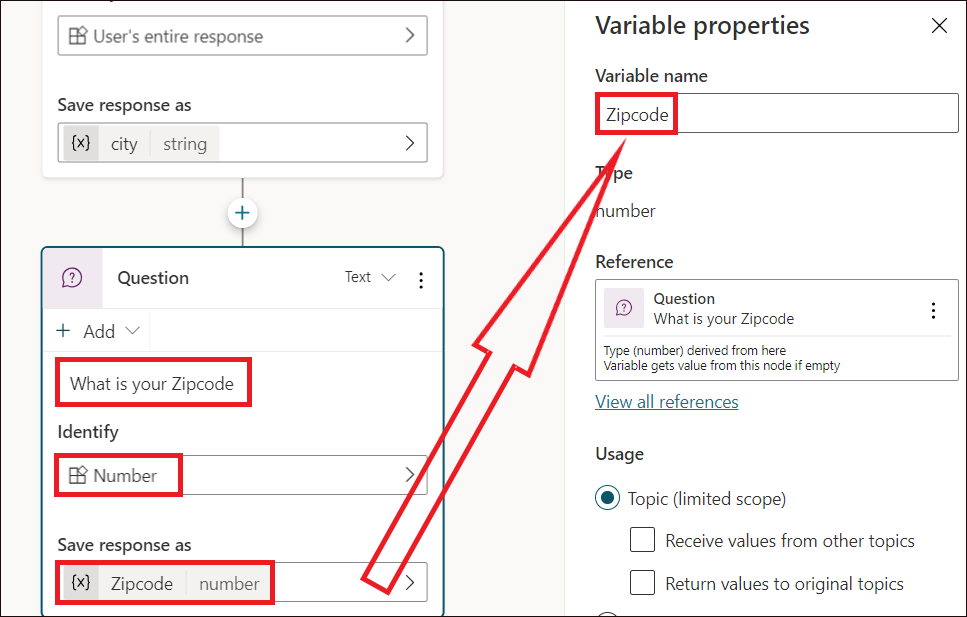 User's entire response
Save response as
{x} city string
Question
Text
Add
What is your Zipcode
Identify
Number
Save response as
{x} Zipcode number
Variable properties
Variable name
Zipcode
Type
number
Reference
Question
What is your Zipcode
Type (number) derived from here
Variable gets value from this node if empty
View all references
Usage
Topic (limited scope)
Receive values from other topics
Return values to original topics